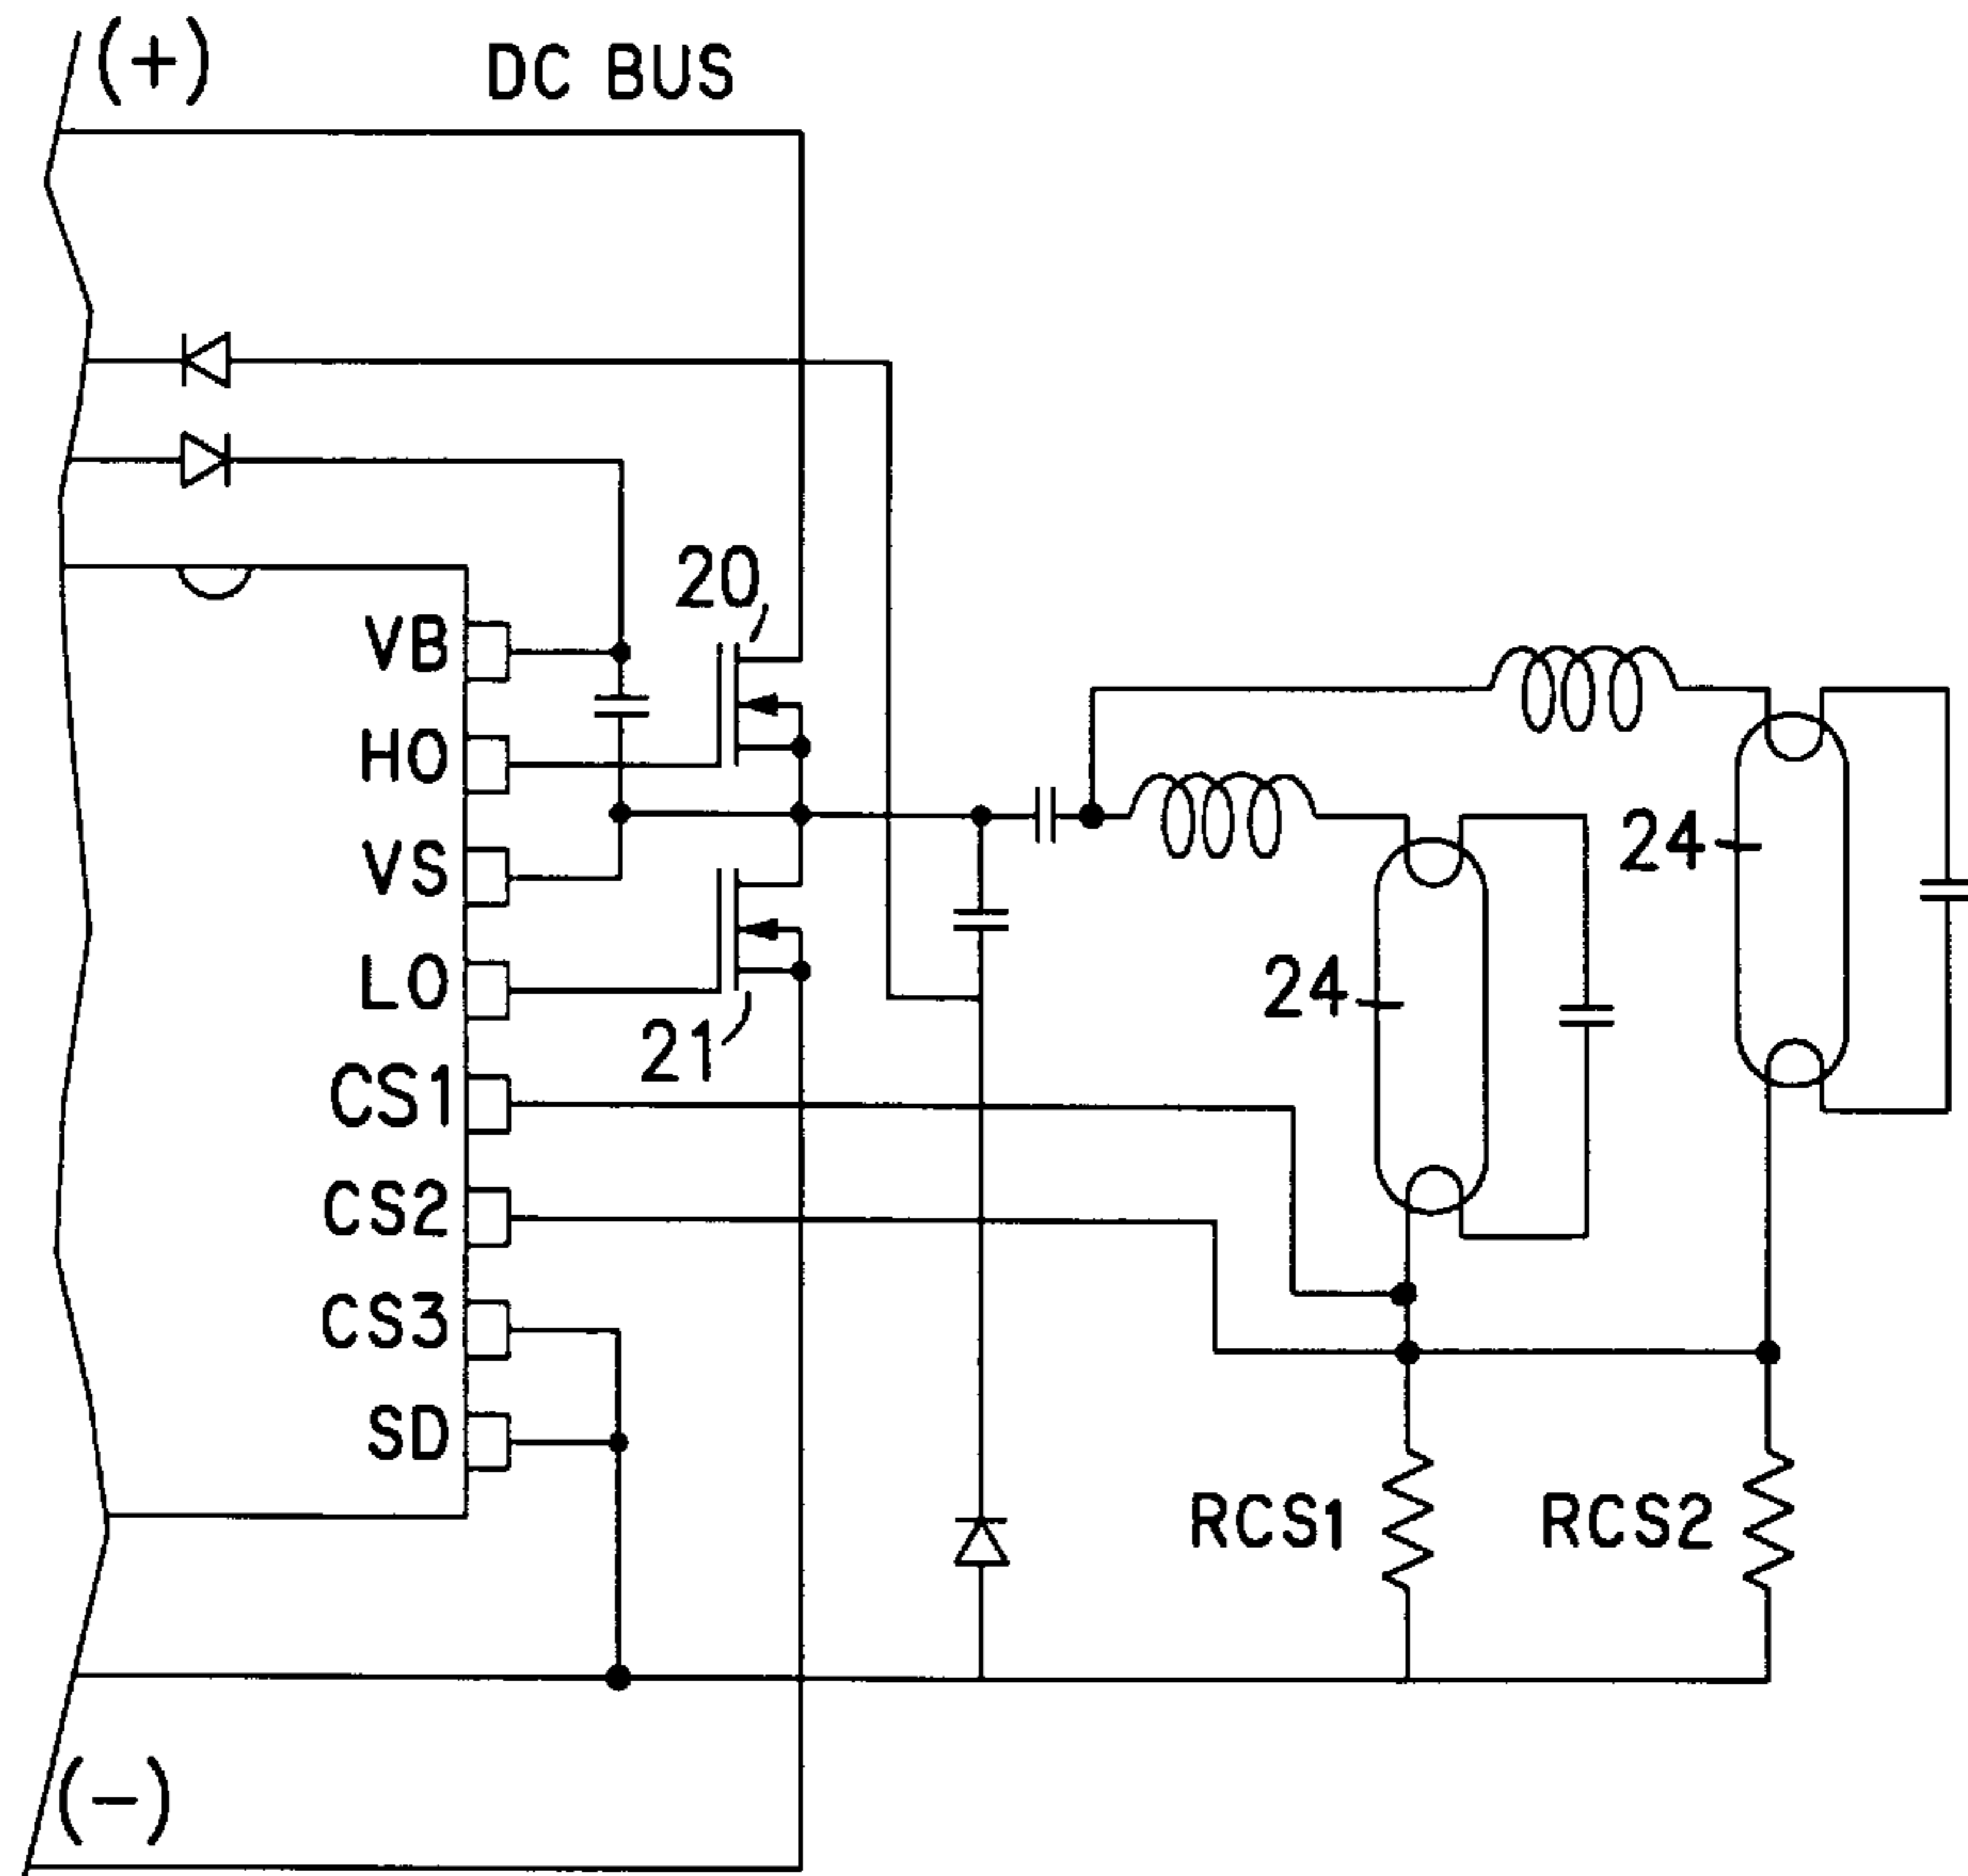 (+)
DC BUS
20
VB
HO
VS
24
24
LO
21
CS1
CS2
CS3
SD
RCS1
RCS2
(-)